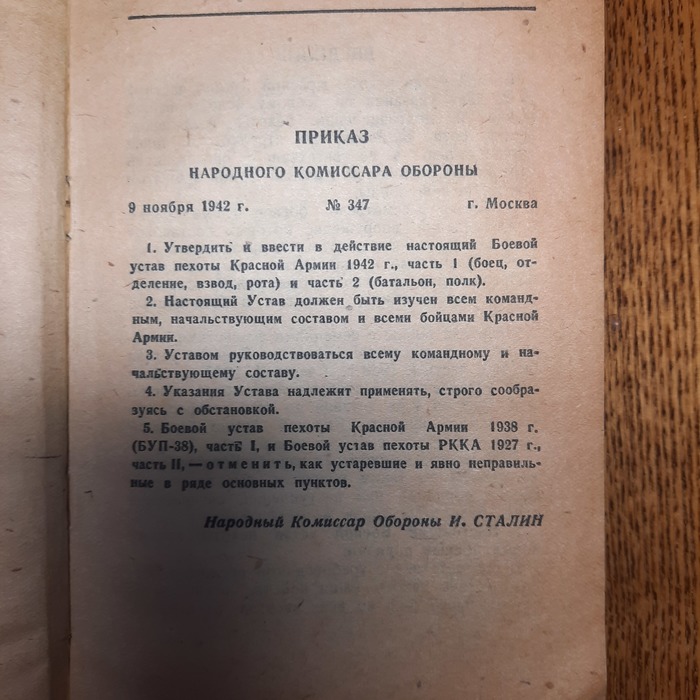 ПРИКАЗ
НАРОДНОГО КОМИССАРА ОБОРОНЫ
9 ноября 1942 г. № 347 г. Москва
1. Утвердить и ввести в действие настоящий Боевой
устав пехоты Красной Армии 1942 г., часть 1 (боец, от-
деление, взвод, рота) и часть 2 (батальон, полк).
2. Настоящий Устав должен быть изучен всем команд-
ным, начальствующим составом и всеми бойцами Красной
Армии.
3. Уставом руководствоваться всему командному и на-
чальствующему составу.
4. Указания Устава надлежит применять, строго сообра-
зуясь с обстановкой.
5. Боевой устав пехоты Красной Армии 1938 г.
(БУП-38), часть I, и Боевой устав пехоты РККА 1927 г.,
часть II, — отменить, как устаревшие и явно неправиль-
ные в ряде основных пунктов.
Народный Комиссар Обороны И. СТАЛИН